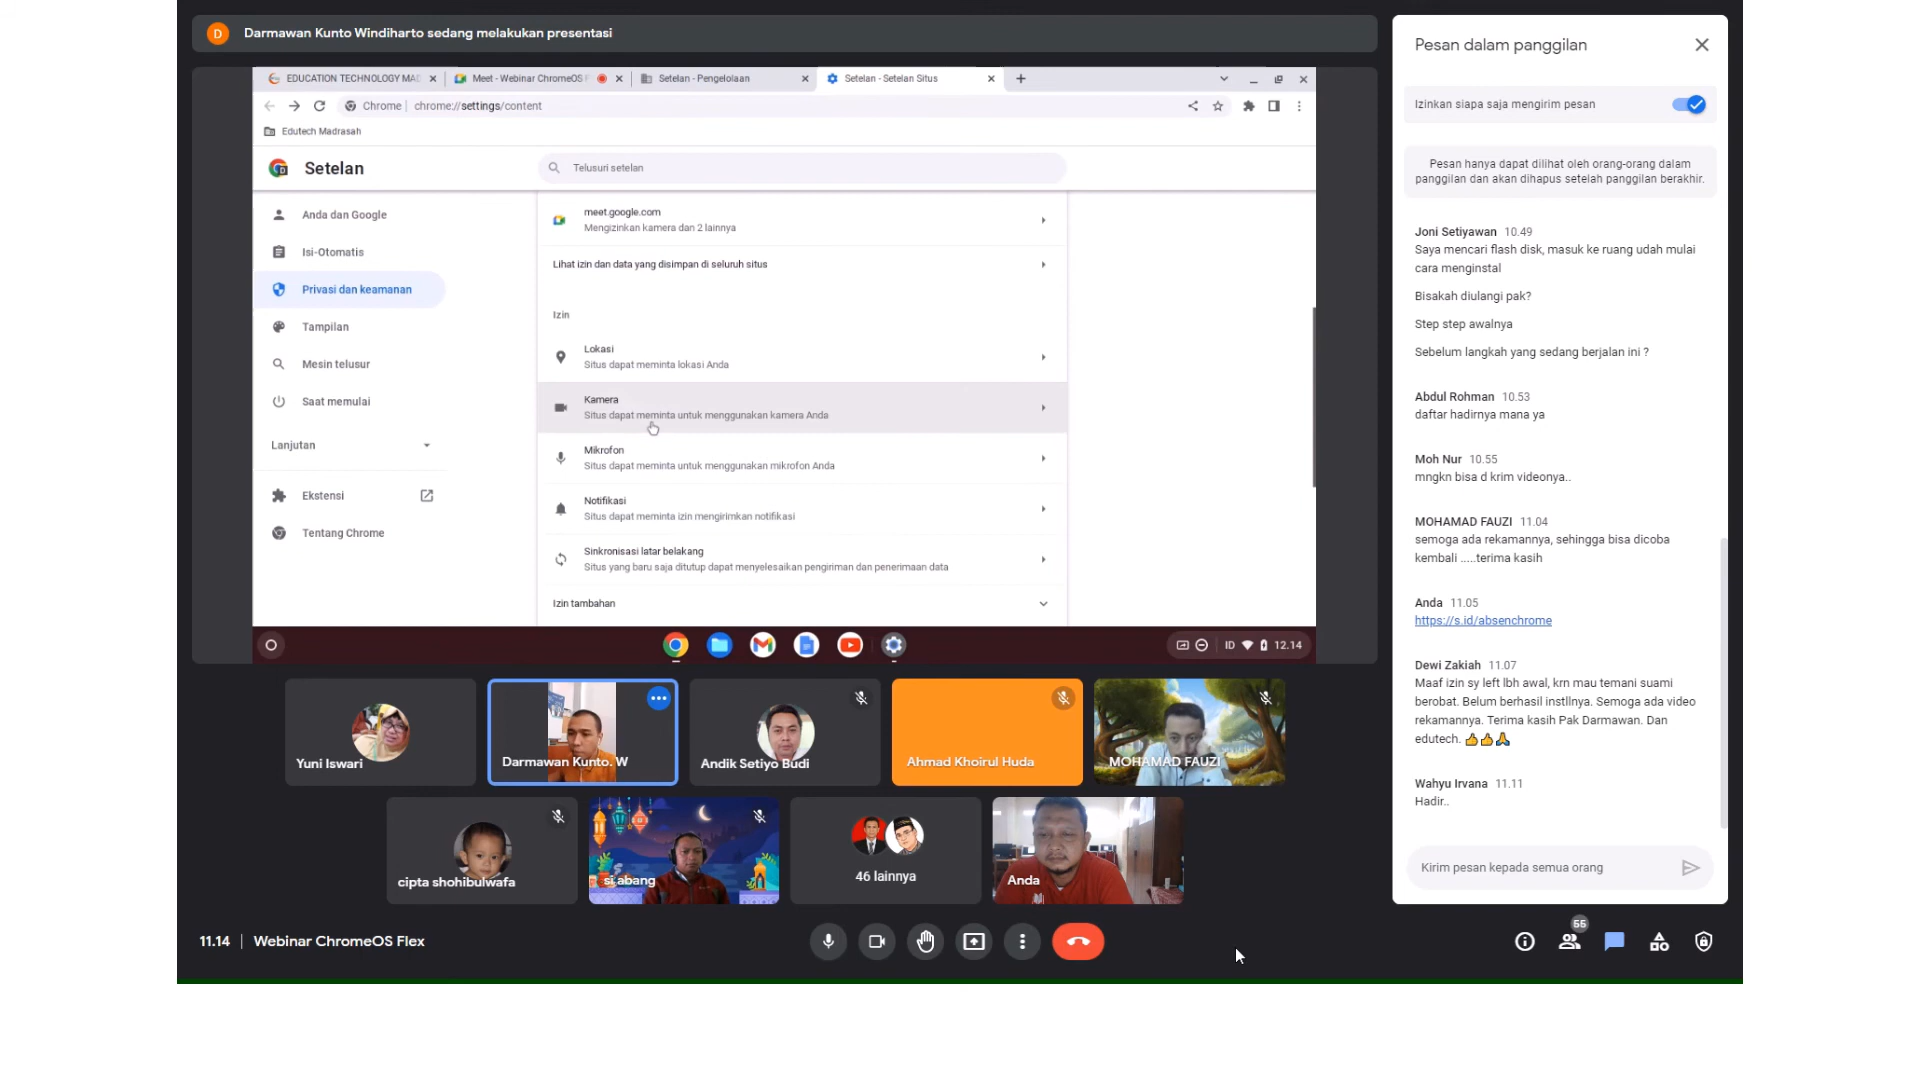 D Darmawan Kunto Windiharto sedang melakukan presentasi
EDUCATION TECHNOLOGY MAD
Meet - Webinar ChromeOS F
Setelan - Pengelolaan
Setelan - Setelan Situs
Chrome | chrome://settings/content
Edutech Madrasah
Setelan
Telusuri setelan
Anda dan Google
Isi-Otomatis
Privasi dan keamanan
Tampilan
Mesin telusur
Saat memulai
Lanjutan
Ekstensi
Tentang Chrome
meet.google.com
Mengizinkan kamera dan 2 lainnya
Lihat izin dan data yang disimpan di seluruh situs
Izin
Lokasi
Situs dapat meminta lokasi Anda
Kamera
Situs dapat meminta untuk menggunakan kamera Anda
Mikrofon
Situs dapat meminta untuk menggunakan mikrofon Anda
Notifikasi
Situs dapat meminta izin mengirimkan notifikasi
Sinkronisasi latar belakang
Situs yang baru saja ditutup dapat menyelesaikan pengiriman dan penerimaan data
Izin tambahan
ID 12.14
Yuni Iswari
Darmawan Kunto. W
Andik Setiyo Budi
Ahmad Khoirul Huda
MOHAMAD FAUZI
cipta shohibulwafa
si abang
46 lainnya
Anda
11.14 | Webinar ChromeOS Flex
55
Pesan dalam panggilan
Izinkan siapa saja mengirim pesan
Pesan hanya dapat dilihat oleh orang-orang dalam
panggilan dan akan dihapus setelah panggilan berakhir.
Joni Setiyawan 10.49
Saya mencari flash disk, masuk ke ruang udah mulai
cara menginstal
Bisakah diulangi pak?
Step step awalnya
Sebelum langkah yang sedang berjalan ini ?
Abdul Rohman 10.53
daftar hadirnya mana ya
Moh Nur 10.55
mngkn bisa d krim videonya..
MOHAMAD FAUZI 11.04
semoga ada rekamannya, sehingga bisa dicoba
kembali .....terima kasih
Anda 11.05
https://s.id/absenchrome
Dewi Zakiah 11.07
Maaf izin sy left lbh awal, krn mau temani suami
berobat. Belum berhasil instllnya. Semoga ada video
rekamannya. Terima kasih Pak Darmawan. Dan
edutech. 👍👍🙏
Wahyu Irvana 11.11
Hadir..
Kirim pesan kepada semua orang